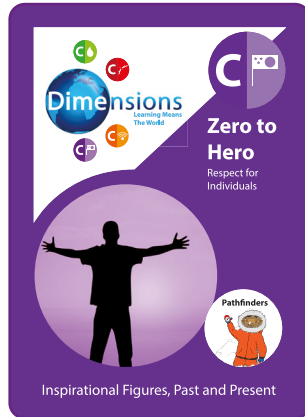 C
C
Dimensions
Learning Means
The World
C
C
C
Zero to
Hero
Respect for
Individuals
Pathfinders
Inspirational Figures, Past and Present